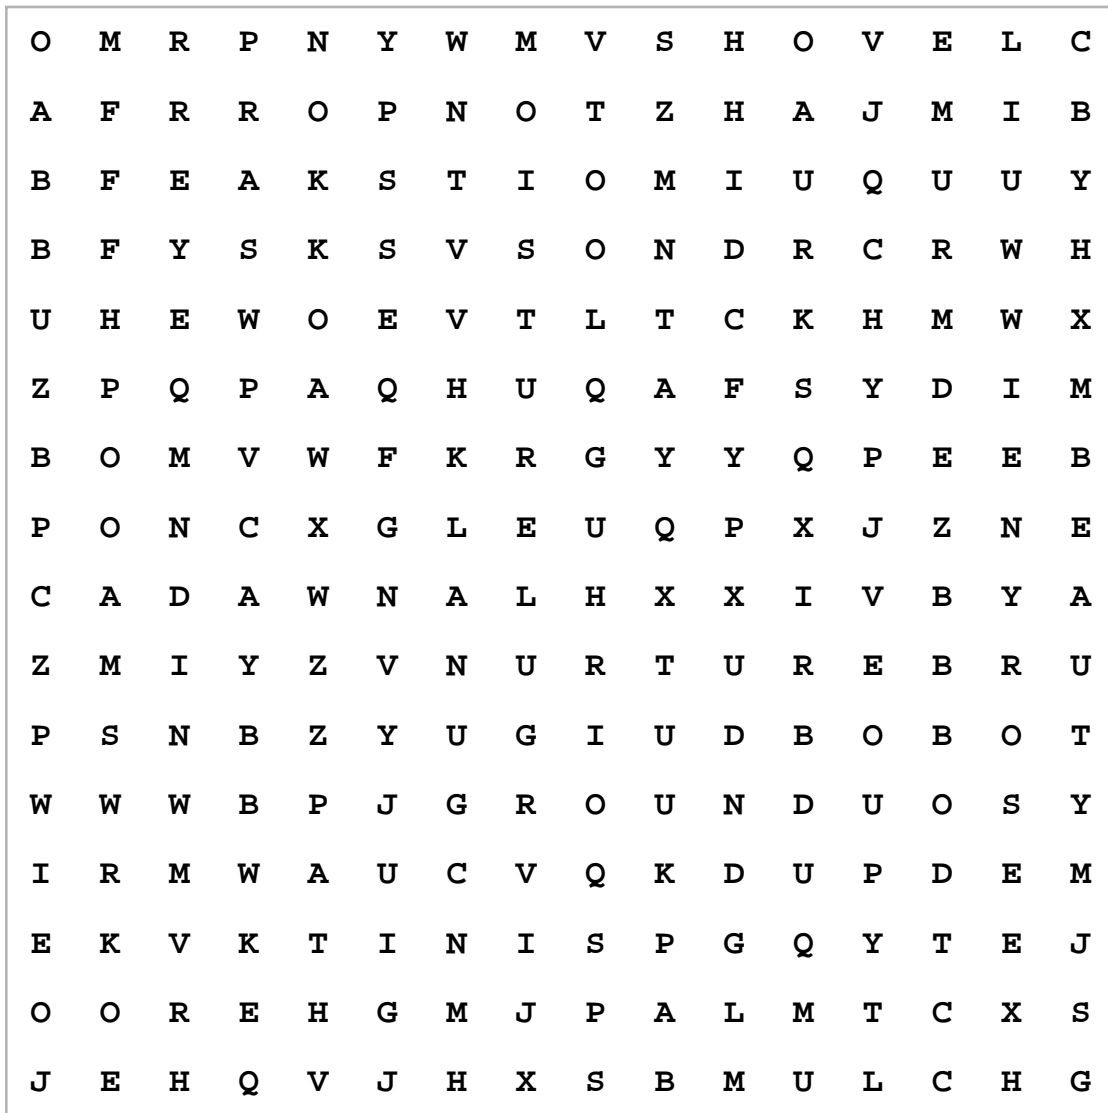 O M R P N Y W M V S H O V E L C
A F R R O P N O T Z H A J M I B
B F E A K S T I O M I U Q U U Y
B F Y S K S V S O N D R C R W H
U H E W O E V T L T C K H M W X
Z P Q P A Q H U Q A F S Y D I M
B O M V W F K R G Y Y Q P E E B
P O N C X G L E U Q P X J Z N E
C A D A W N A L H X X I V B Y A
Z M I Y Z V N U R T U R E B R U
P S N B Z Y U G I U D B O B O T
W W W B P J G R O U N D U O S Y
I R M W A U C V Q K D U P D E M
E K V K T I N I S P G Q Y T E J
O O R E H G M J P A L M T C X S
J E H Q V J H X S B M U L C H G